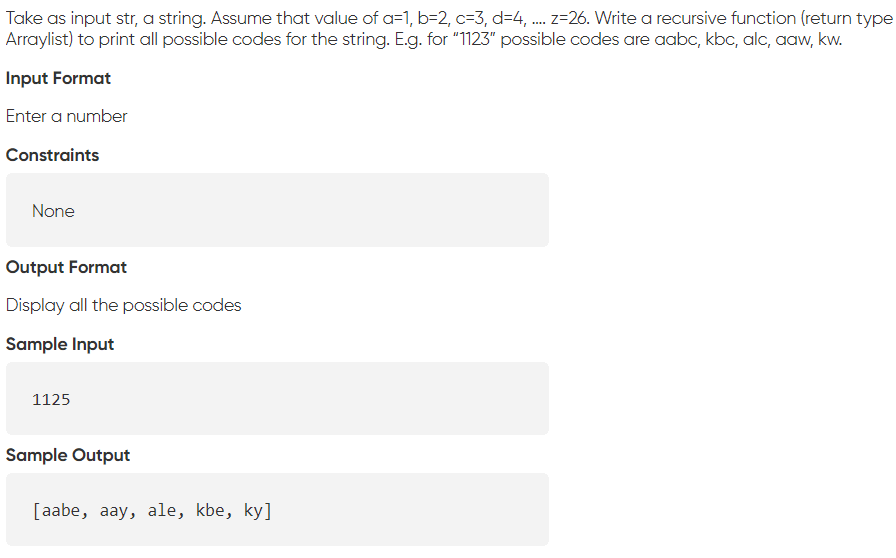 Take as input str, a string. Assume that value of a=1, b=2, c=3, d=4, .... z=26. Write a recursive function (return type
Arraylist) to print all possible codes for the string. E.g. for “1123” possible codes are aabc, kbc, alc, aaw, kw.
Input Format
Enter a number
Constraints
None
Output Format
Display all the possible codes
Sample Input
1125
Sample Output
[aabe, aay, ale, kbe, ky]